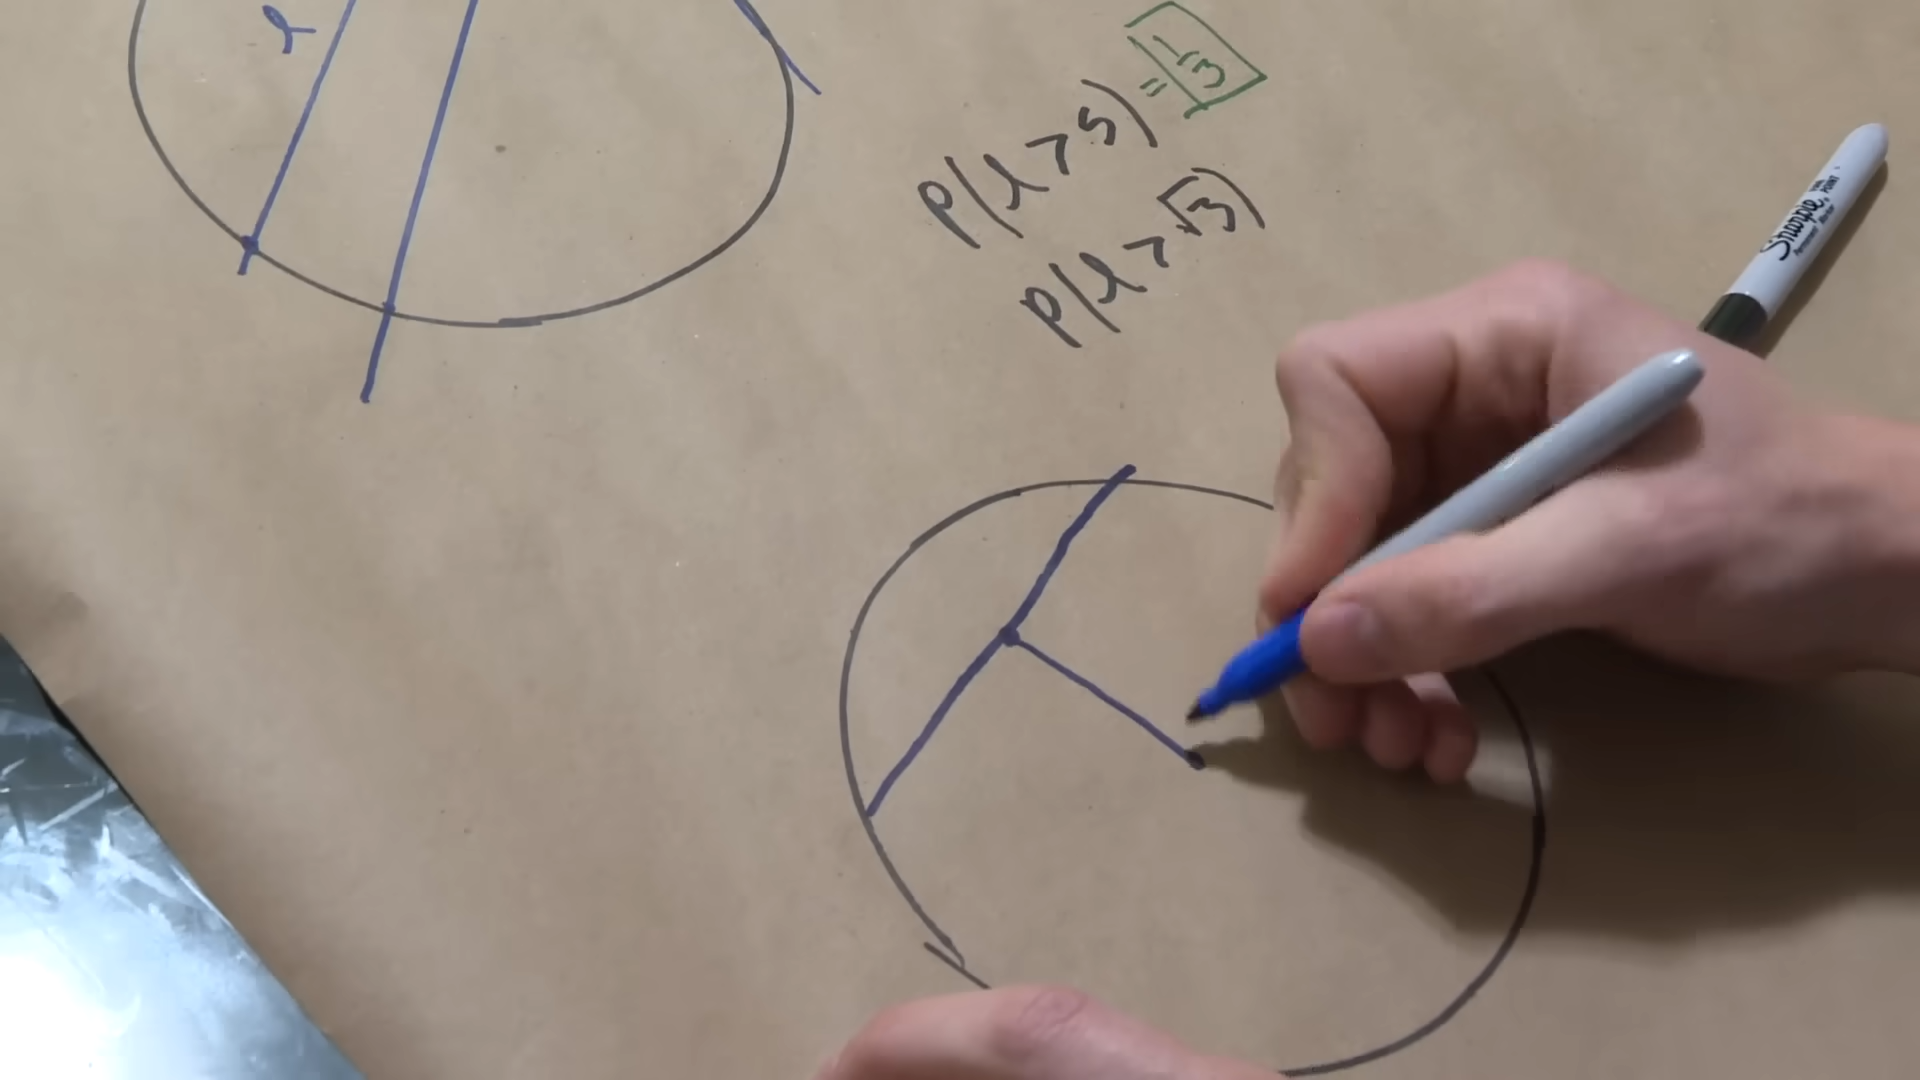 l
P(l > s) = 1/3
P(l > √3)
Sharpie